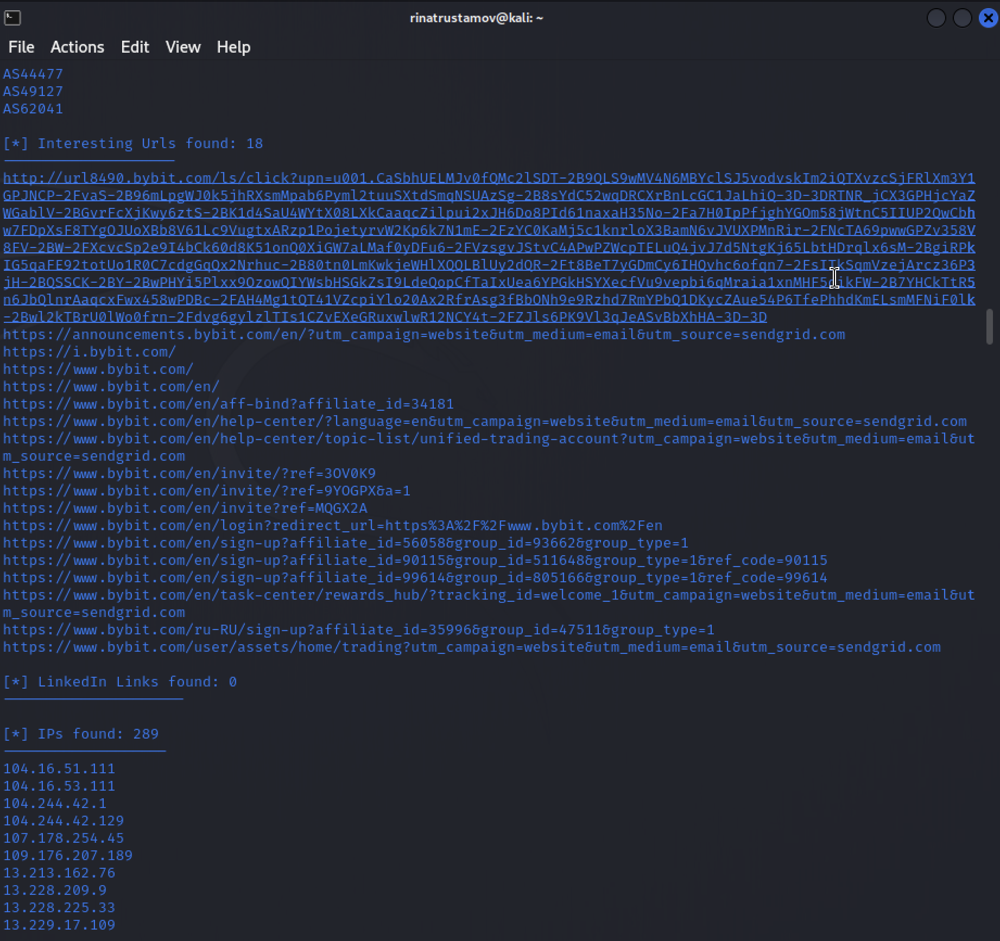 rinatrustamov@kali: ~
File Actions Edit View Help
AS44477
AS49127
AS62041
[*] Interesting Urls found: 18
http://url8490.bybit.com/ls/click?upn=u001.CaSbhUELMJv0fQMc2lSDT-2B9QLS9wMV4N6MBYclSJ5vodvskIm2iQTXvzcSjFRlXm3Y1
GPJNCP-2FvaS-2B96mLpgWJ0k5jhRXsmMpab6Pyml2tuuSXtdSmqNSUAzSg-2B8sYdC52wqDRCXrBnLcGC1JaLhiQ-3D-3DRTNR_jCX3GPHjcYaZ
WGablV-2BGvrFcXjKwy6ztS-2BK1d4SaU4WYtX08LXkCaaqcZilpui2xJH6Do8PId61naxaH35No-2Fa7H0IpPfjghYGOm58jWtnC5IIUP2QwCbh
w7FDpXsF8TYgOJUoXBb8V61Lc9VugtxARzp1PojetyrvW2Kp6k7N1mE-2FzYC0KaMj5c1knrloX3BamN6vJVUXPMnRir-2FNcTA69pwwGPZv358V
8FV-2BW-2FXcvcSp2e9I4bCk60d8K51onQ0XiGW7aLMaf0yDFu6-2FVzsgvJStvC4APwPZWcpTELuQ4jvJ7d5NtgKj65LbtHDrqlx6sM-2BgiRPk
IG5qaFE92totUo1R0C7cdgGqQx2Nrhuc-2B80tn0LmKwkjeWHlXQQLBlUy2dQR-2Ft8BeT7yGDmCy6IHQvhc6ofqn7-2FsITkSqmVzejArcz36P3
n6JbQlnrAaqcxFwx458wPDBc-2FAH4Mg1tQT41VZcpiYlo20Ax2RfrAsg3fBbONh9e9Rzhd7RmYPbQ1DKycZAue54P6TfePhhdKmELsmMFNiF0lk
-2Bwl2kTBrU0lWo0frn-2Fdvg6gylzlTIs1CZvEXeGRuxwlwR12NCY4t-2FZJls6PK9Vl3qJeASvBbXhHA-3D-3D
https://announcements.bybit.com/en/?utm_campaign=website&utm_medium=email&utm_source=sendgrid.com
https://i.bybit.com/
https://www.bybit.com/
https://www.bybit.com/en/
https://www.bybit.com/en/aff-bind?affiliate_id=34181
https://www.bybit.com/en/help-center/?language=en&utm_campaign=website&utm_medium=email&utm_source=sendgrid.com
https://www.bybit.com/en/help-center/topic-list/unified-trading-account?utm_campaign=website&utm_medium=email&ut
m_source=sendgrid.com
https://www.bybit.com/en/invite/?ref=3OV0K9
https://www.bybit.com/en/invite/?ref=9YOGPX&a=1
https://www.bybit.com/en/invite?ref=MQGX2A
https://www.bybit.com/en/login?redirect_url=https%3A%2F%2Fwww.bybit.com%2Fen
https://www.bybit.com/en/sign-up?affiliate_id=56058&group_id=93662&group_type=1
https://www.bybit.com/en/sign-up?affiliate_id=90115&group_id=511648&group_type=1&ref_code=90115
https://www.bybit.com/en/sign-up?affiliate_id=99614&group_id=805166&group_type=1&ref_code=99614
https://www.bybit.com/en/task-center/rewards_hub/?tracking_id=welcome_1&utm_campaign=website&utm_medium=email&ut
m_source=sendgrid.com
https://www.bybit.com/ru-RU/sign-up?affiliate_id=35996&group_id=47511&group_type=1
https://www.bybit.com/user/assets/home/trading?utm_campaign=website&utm_medium=email&utm_source=sendgrid.com
[*] LinkedIn Links found: 0
[*] IPs found: 289
104.16.51.111
104.16.53.111
104.244.42.1
104.244.42.129
107.178.254.45
109.176.207.189
13.213.162.76
13.228.209.9
13.228.225.33
13.229.17.109